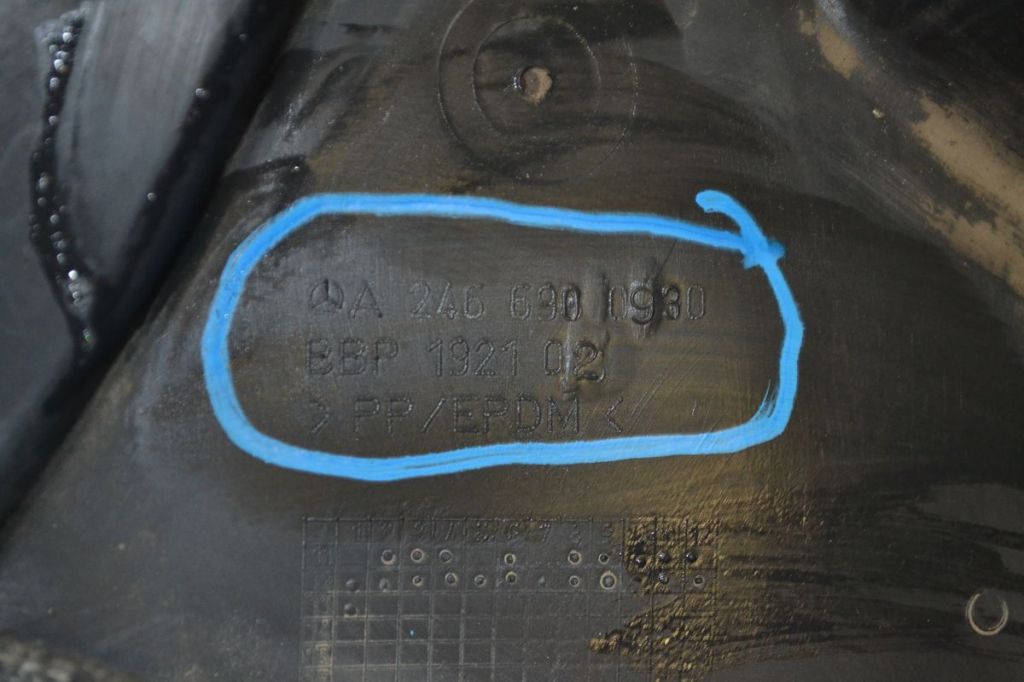 A 246 690 0930
BBP 1921 02
> PP/EPDM <